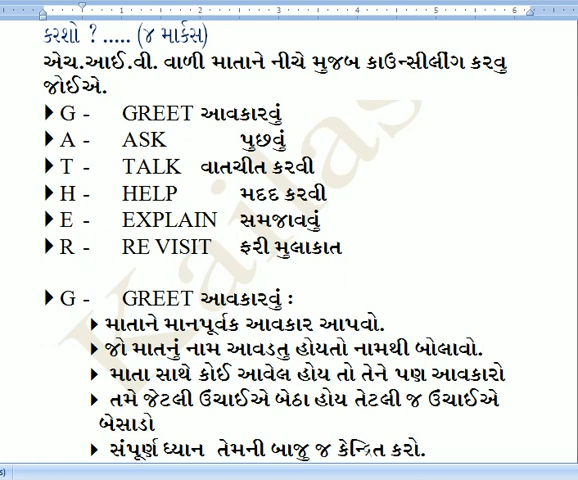 કરશો ? ..... (૪ માર્કસ)
એચ.આઈ.વી. વાળી માતાને નીચે મુજબ કાઉન્સીલીંગ કરવુ
જોઈએ.
G - GREET આવકારવું
A - ASK પુછવું
T - TALK વાતચીત કરવી
H - HELP મદદ કરવી
E - EXPLAIN સમજાવવું
R - RE VISIT ફરી મુલાકાત
G - GREET આવકારવું :
માતાને માનપૂર્વક આવકાર આપવો.
જો માતનું નામ આવડતુ હોયતો નામથી બોલાવો.
માતા સાથે કોઈ આવેલ હોય તો તેને પણ આવકારો
તમે જેટલી ઉંચાઈએ બેઠા હોય તેટલી જ ઉંચાઈએ
બેસાડો
સંપૂર્ણ ધ્યાન તેમની બાજુ જ કેન્દ્રિત કરો.
Kailas